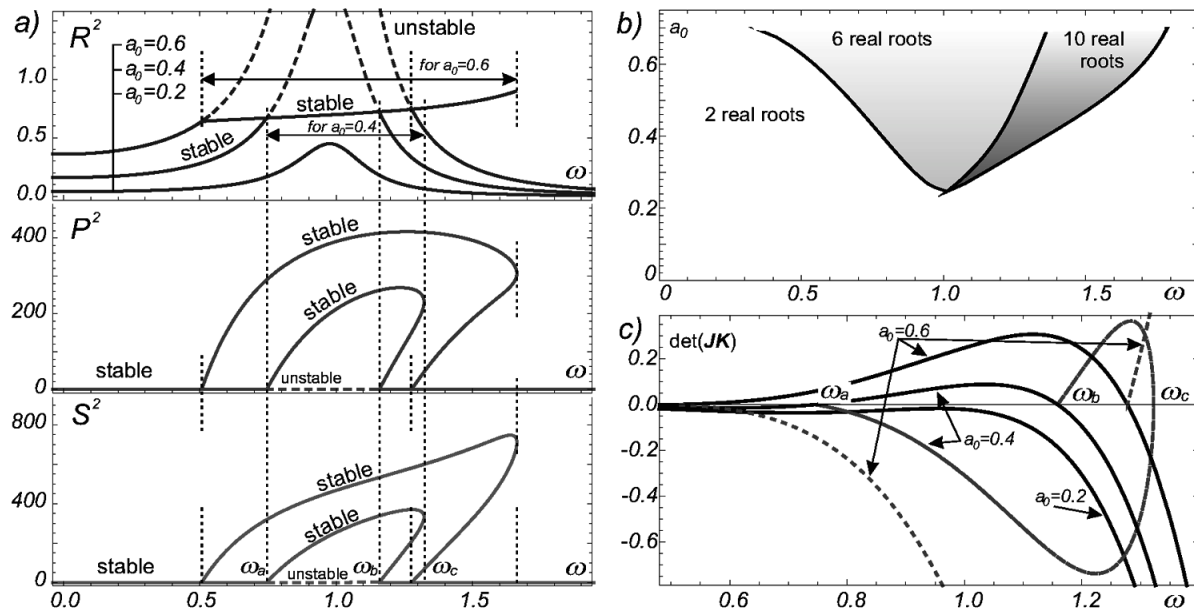 a)
R²
1.0
0.5
0.0
a₀=0.6
a₀=0.4
a₀=0.2
unstable
for a₀=0.6
stable
for a₀=0.4
stable
ω
P²
400
200
0
stable
stable
stable
unstable
ω
S²
800
400
0
stable
stable
stable
ωₐ
unstable
ω_b
ω_c
ω
0.0 0.5 1.0 1.5
b)
a₀
0.6
0.4
0.2
0
6 real roots
10 real
roots
2 real roots
0 0.5 1.0 1.5 ω
c)
det(JK)
0.2
0.0
-0.2
-0.4
-0.6
a₀=0.6
ωₐ
ω_b
ω_c
a₀=0.4
a₀=0.2
0.6 0.8 1.0 1.2 ω